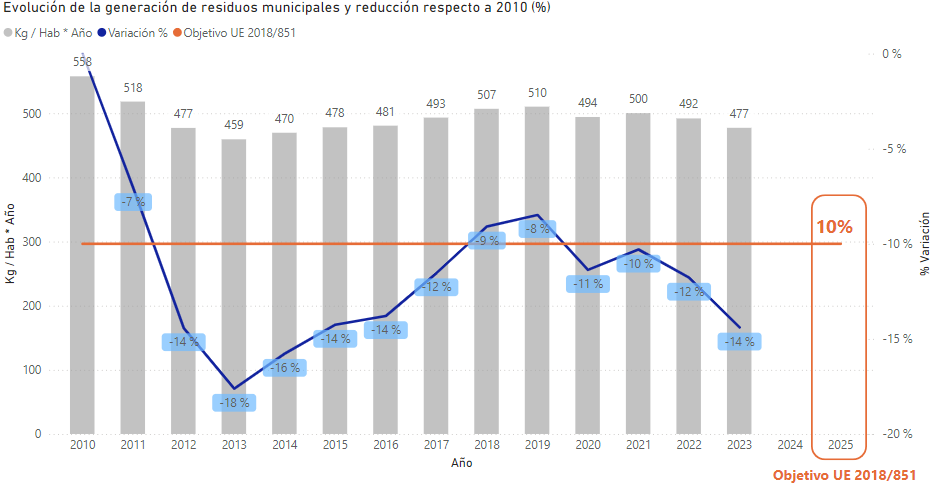 Evolución de la generación de residuos municipales y reducción respecto a 2010 (%)
Kg / Hab * Año Variación % Objetivo UE 2018/851
558 518 477 459 470 478 481 493 507 510 494 500 492 477
0 %
-5 %
-10 %
-15 %
-20 %
% Variación
500
400
300
200
100
0
Kg / Hab * Año
-7 % -14 % -18 % -16 % -14 % -14 % -12 % -9 % -8 % -11 % -10 % -12 % -14 %
10%
2010 2011 2012 2013 2014 2015 2016 2017 2018 2019 2020 2021 2022 2023 2024 2025
Año
Objetivo UE 2018/851